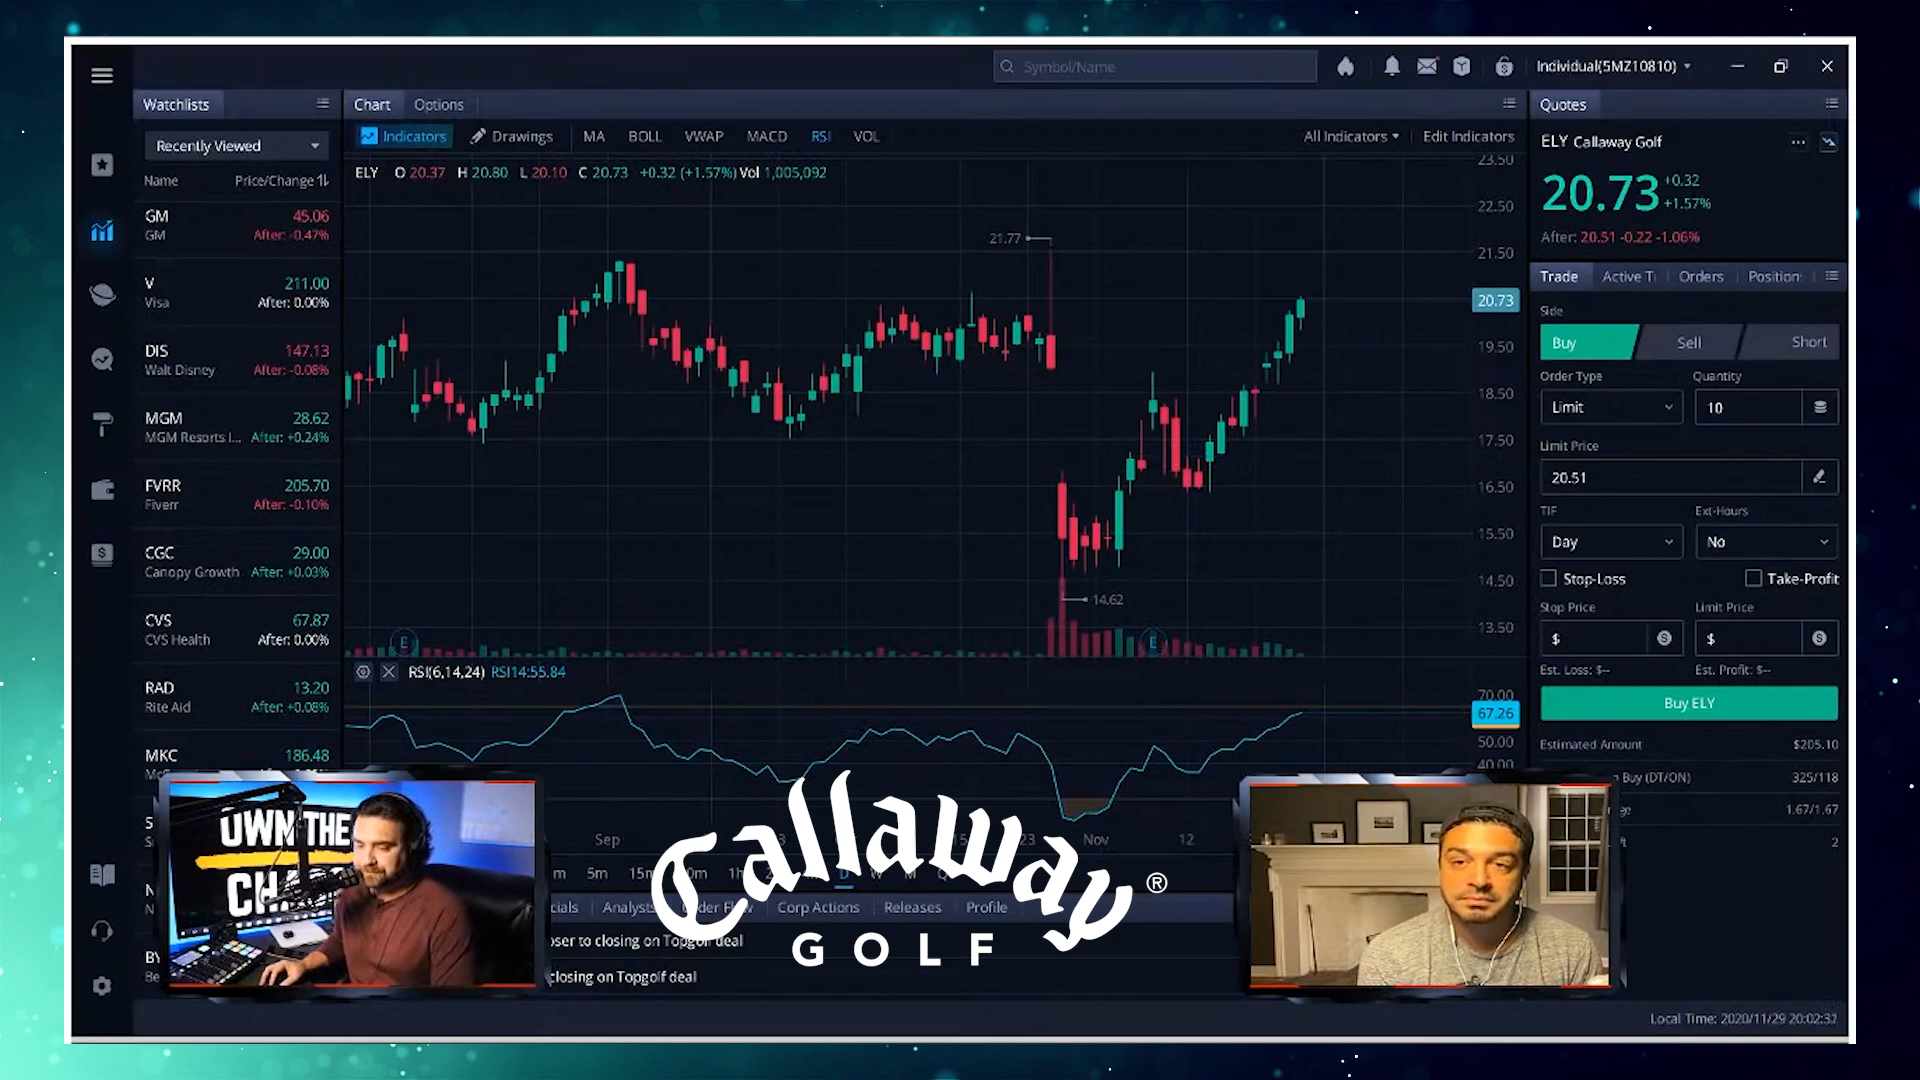 Symbol/Name
Individual(5MZ10810)
Watchlists
Chart
Options
Quotes
Recently Viewed
Indicators
Drawings
MA
BOLL
VWAP
MACD
RSI
VOL
All Indicators
Edit Indicators
ELY Callaway Golf
Name
Price/Change
ELY O 20.37 H 20.80 L 20.10 C 20.73 +0.32 (+1.57%) Vol 1,005,092
20.73
+0.32
+1.57%
After: 20.51 -0.22 -1.06%
GM 45.06
GM After: -0.47%
V 211.00
Visa After: 0.00%
DIS 147.13
Walt Disney After: -0.08%
MGM 28.62
MGM Resorts I... After: +0.24%
FVRR 205.70
Fiverr After: -0.10%
CGC 29.00
Canopy Growth After: +0.03%
CVS 67.87
CVS Health After: 0.00%
RAD 13.20
Rite Aid After: +0.08%
MKC 186.48
23.50
22.50
21.77
21.50
20.73
19.50
18.50
17.50
16.50
15.50
14.50
14.62
13.50
E
E
RSI(6,14,24) RSI14:55.84
70.00
67.26
50.00
40.00
Sep
Nov
12
5m
15m
D
Analysts
Corp Actions
Releases
Profile
oser to closing on Topgolf deal
closing on Topgolf deal
Trade
Active T
Orders
Position
Side
Buy
Sell
Short
Order Type
Quantity
Limit
10
Limit Price
20.51
TIF
Ext-Hours
Day
No
Stop-Loss
Take-Profit
Stop Price
Limit Price
$
$
Est. Loss: $--
Est. Profit: $--
Buy ELY
Estimated Amount $205.10
Buy (DT/ON) 325/118
1.67/1.67
2
OWN THE
Callaway®
GOLF
Local Time: 2020/11/29 20:02:32